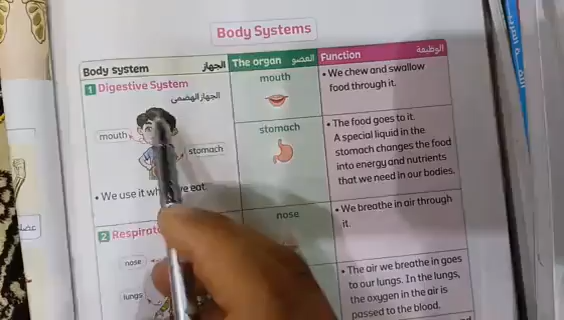 Body Systems
Body system الجهاز
The organ العضو
Function الوظيفة
1 Digestive System
الجهاز الهضمي
mouth
stomach
• We use it
eat.
mouth
• We chew and swallow
food through it.
stomach
• The food goes to it.
A special liquid in the
stomach changes the food
into energy and nutrients
that we need in our bodies.
2
nose
lungs
nose
• We breathe in air through
it.
• The air we breathe in goes
to our lungs. In the lungs,
the oxygen in the air is
passed to the blood.